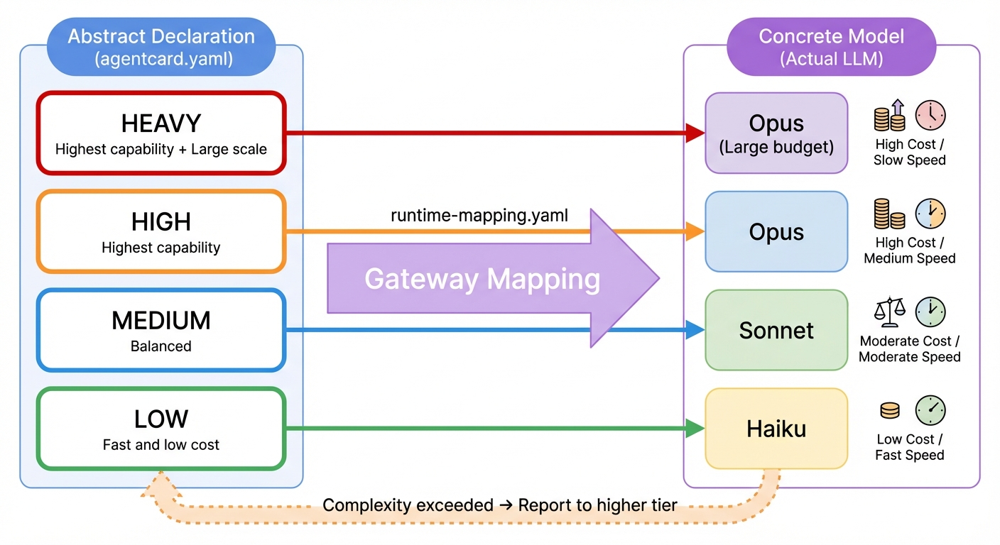 Abstract Declaration
(agentcard.yaml)
HEAVY
Highest capability + Large scale
HIGH
Highest capability
MEDIUM
Balanced
LOW
Fast and low cost
runtime-mapping.yaml
Gateway Mapping
Concrete Model
(Actual LLM)
Opus
(Large budget)
High Cost /
Slow Speed
Opus
High Cost /
Medium Speed
Sonnet
Moderate Cost /
Moderate Speed
Haiku
Low Cost /
Fast Speed
Complexity exceeded → Report to higher tier